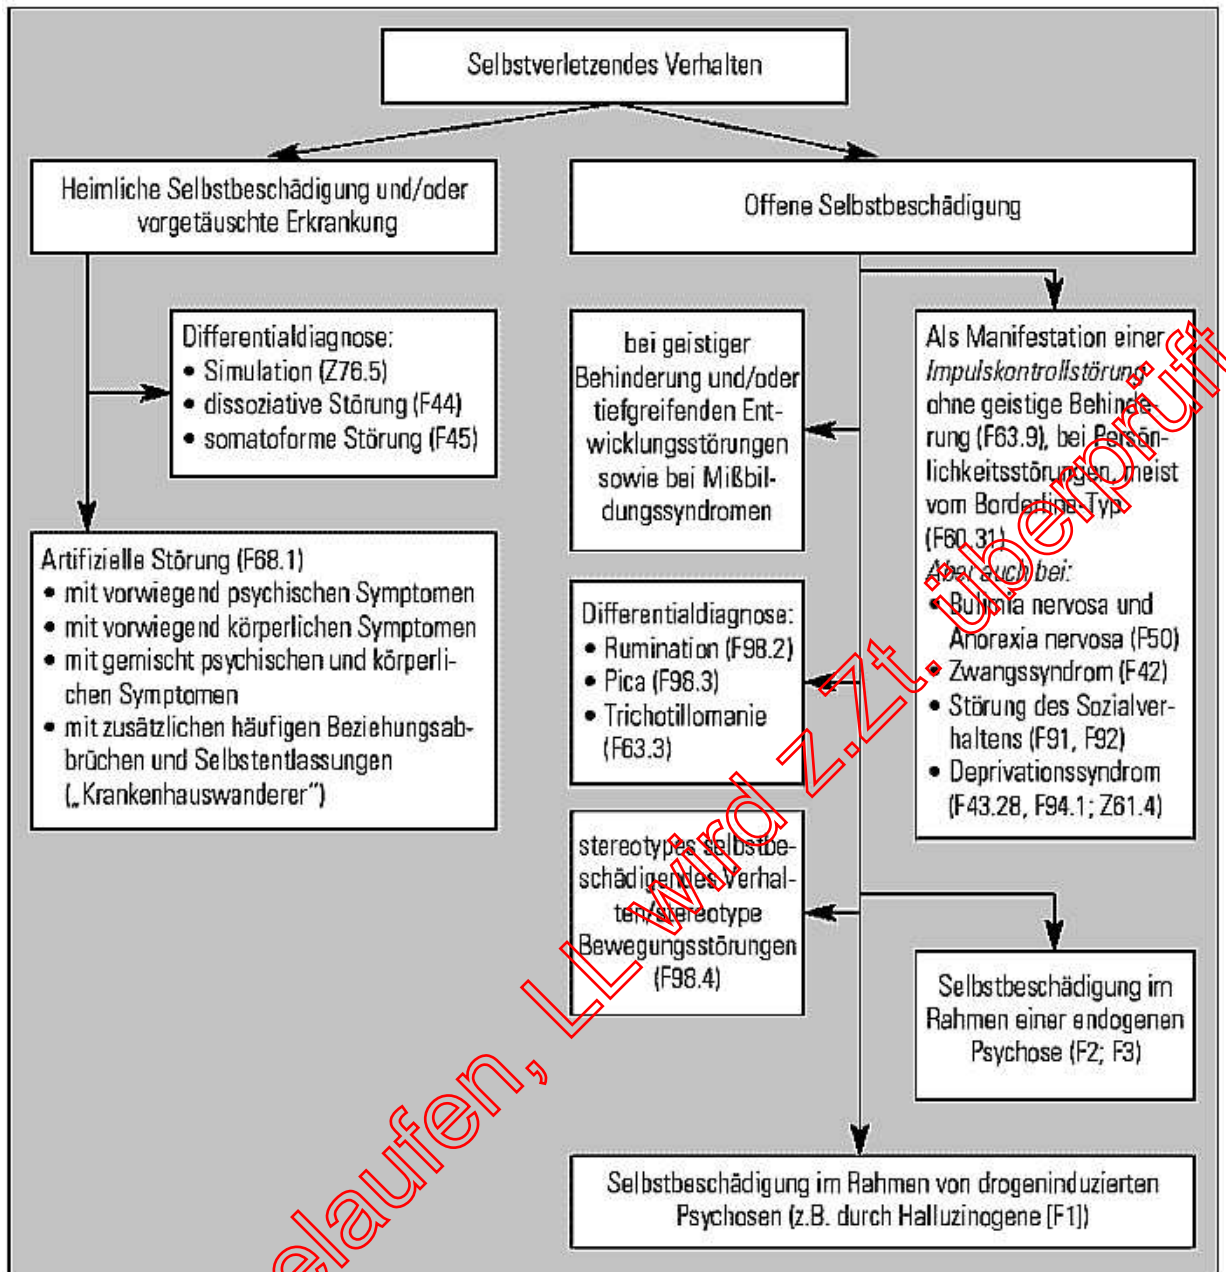 Selbstverletzendes Verhalten
Heimliche Selbstbeschädigung und/oder
vorgetäuschte Erkrankung
Offene Selbstbeschädigung
Differentialdiagnose:
• Simulation (Z76.5)
• dissoziative Störung (F44)
• somatoforme Störung (F45)
Artifizielle Störung (F68.1)
• mit vorwiegend psychischen Symptomen
• mit vorwiegend körperlichen Symptomen
• mit gemischt psychischen und körperli-
chen Symptomen
• mit zusätzlichen häufigen Beziehungsab-
brüchen und Selbstentlassungen
(„Krankenhauswanderer“)
bei geistiger
Behinderung und/oder
tiefgreifenden Ent-
wicklungsstörungen
sowie bei Mißbil-
dungssyndromen
Differentialdiagnose:
• Rumination (F98.2)
• Pica (F98.3)
• Trichotillomanie
(F63.3)
stereotypes selbstbe-
schädigendes Verhal-
ten/stereotype
Bewegungsstörungen
(F98.4)
Als Manifestation einer
Impulskontrollstörung
ohne geistige Behinde-
rung (F63.9), bei Persön-
lichkeitsstörungen, meist
vom Borderline-Typ
(F60.31)
Aber auch bei:
• Bulimia nervosa und
Anorexia nervosa (F50)
• Zwangssyndrom (F42)
• Störung des Sozialver-
haltens (F91, F92)
• Deprivationssyndrom
(F43.28, F94.1; Z61.4)
Selbstbeschädigung im
Rahmen einer endogenen
Psychose (F2; F3)
Selbstbeschädigung im Rahmen von drogeninduzierten
Psychosen (z.B. durch Halluzinogene [F1])
elaufen, LL wird z.Zt. überprüft